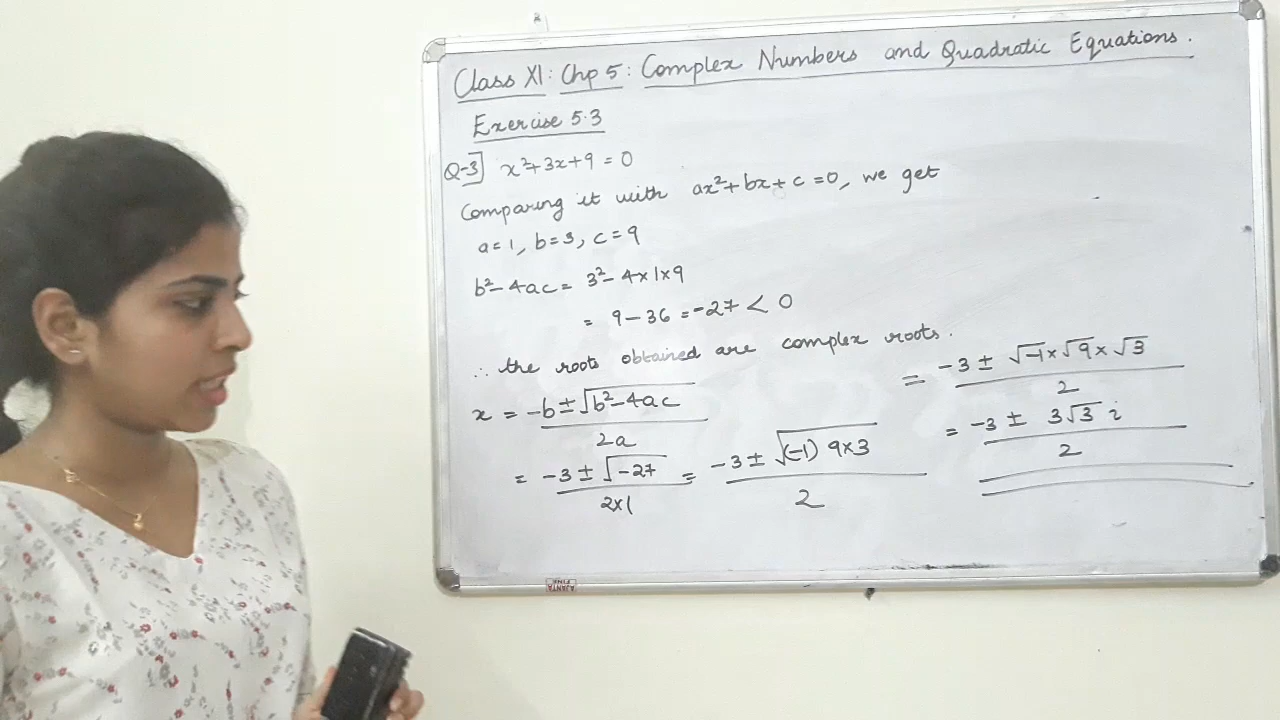 Class XI: Chp 5: Complex Numbers and Quadratic Equations.
Exercise 5.3
Q-3] x²+3x+9=0
Comparing it with ax²+bx+c=0, we get
a=1, b=3, c=9
b²-4ac = 3²-4×1×9
= 9-36 = -27 < 0
∴ the roots obtained are complex roots.
x = (-b±√(b²-4ac))/2a
= (-3±√-27)/2×1 = (-3±√((-1) 9×3))/2
= (-3± √-1×√9×√3)/2
= (-3± 3√3 i)/2
AJANTA
FINE